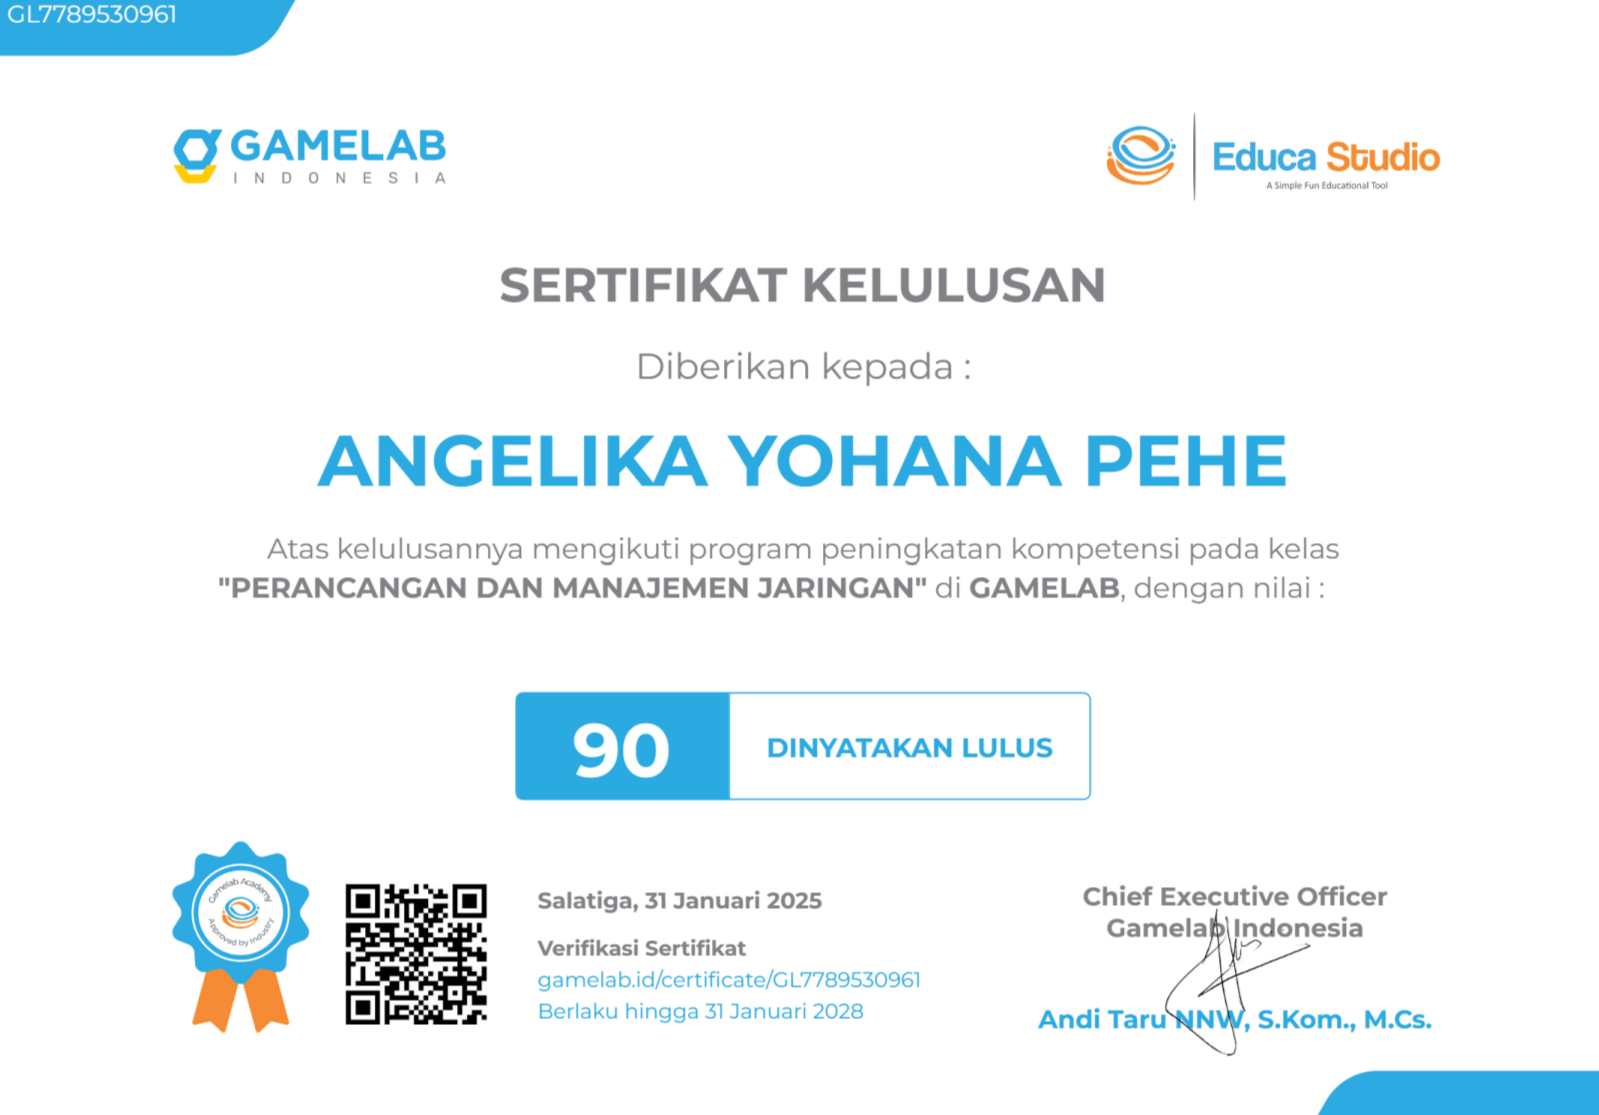 GL7789530961
GAMELAB
INDONESIA
Educa Studio
A Simple Fun Educational Tool
SERTIFIKAT KELULUSAN
Diberikan kepada :
ANGELIKA YOHANA PEHE
Atas kelulusannya mengikuti program peningkatan kompetensi pada kelas
"PERANCANGAN DAN MANAJEMEN JARINGAN" di GAMELAB, dengan nilai :
90
DINYATAKAN LULUS
Gamelab Academy
Approved by Industry
Salatiga, 31 Januari 2025
Verifikasi Sertifikat
gamelab.id/certificate/GL7789530961
Berlaku hingga 31 Januari 2028
Chief Executive Officer
Gamelab Indonesia
Andi Taru NNW, S.Kom., M.Cs.